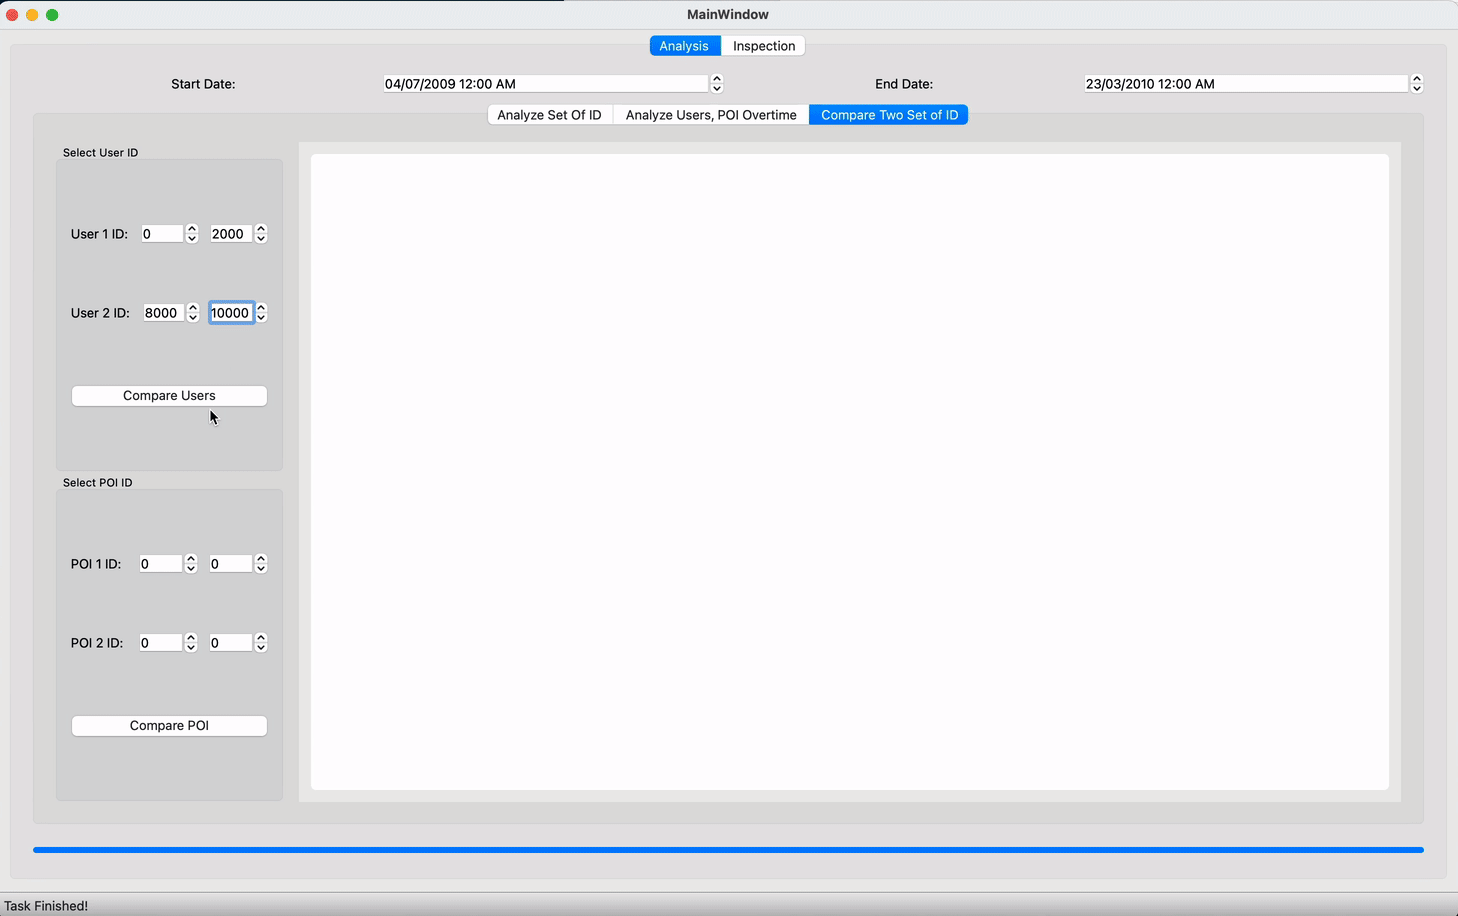 MainWindow
Analysis Inspection
Start Date: 04/07/2009 12:00 AM End Date: 23/03/2010 12:00 AM
Analyze Set Of ID Analyze Users, POI Overtime Compare Two Set of ID
Select User ID
User 1 ID: 0 2000
User 2 ID: 8000 10000
Compare Users
Select POI ID
POI 1 ID: 0 0
POI 2 ID: 0 0
Compare POI
Task Finished!